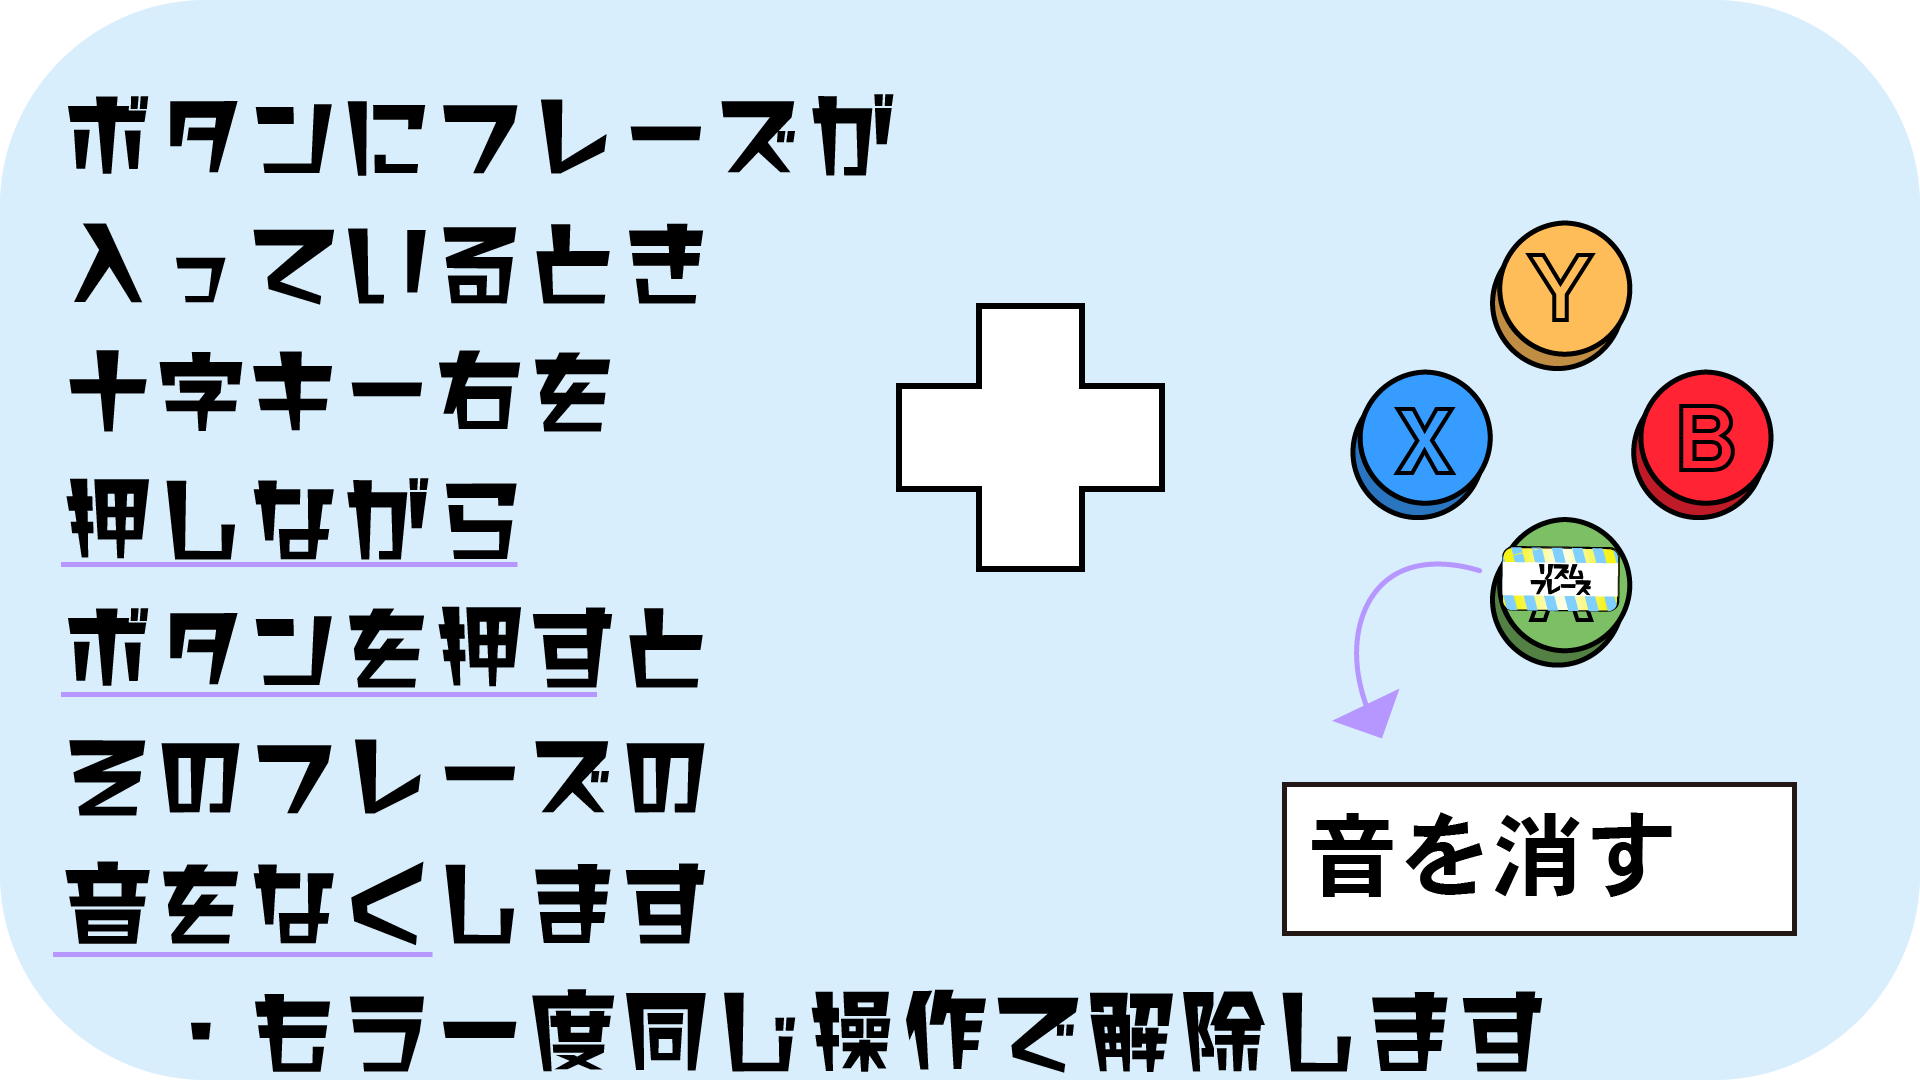 ボタンにフレーズが
入っているとき
十字キー右を
押しながら
ボタンを押すと
そのフレーズの
音をなくします
・もう一度同じ操作で解除します
Y
X
B
リズム
フレーズ
A
音を消す